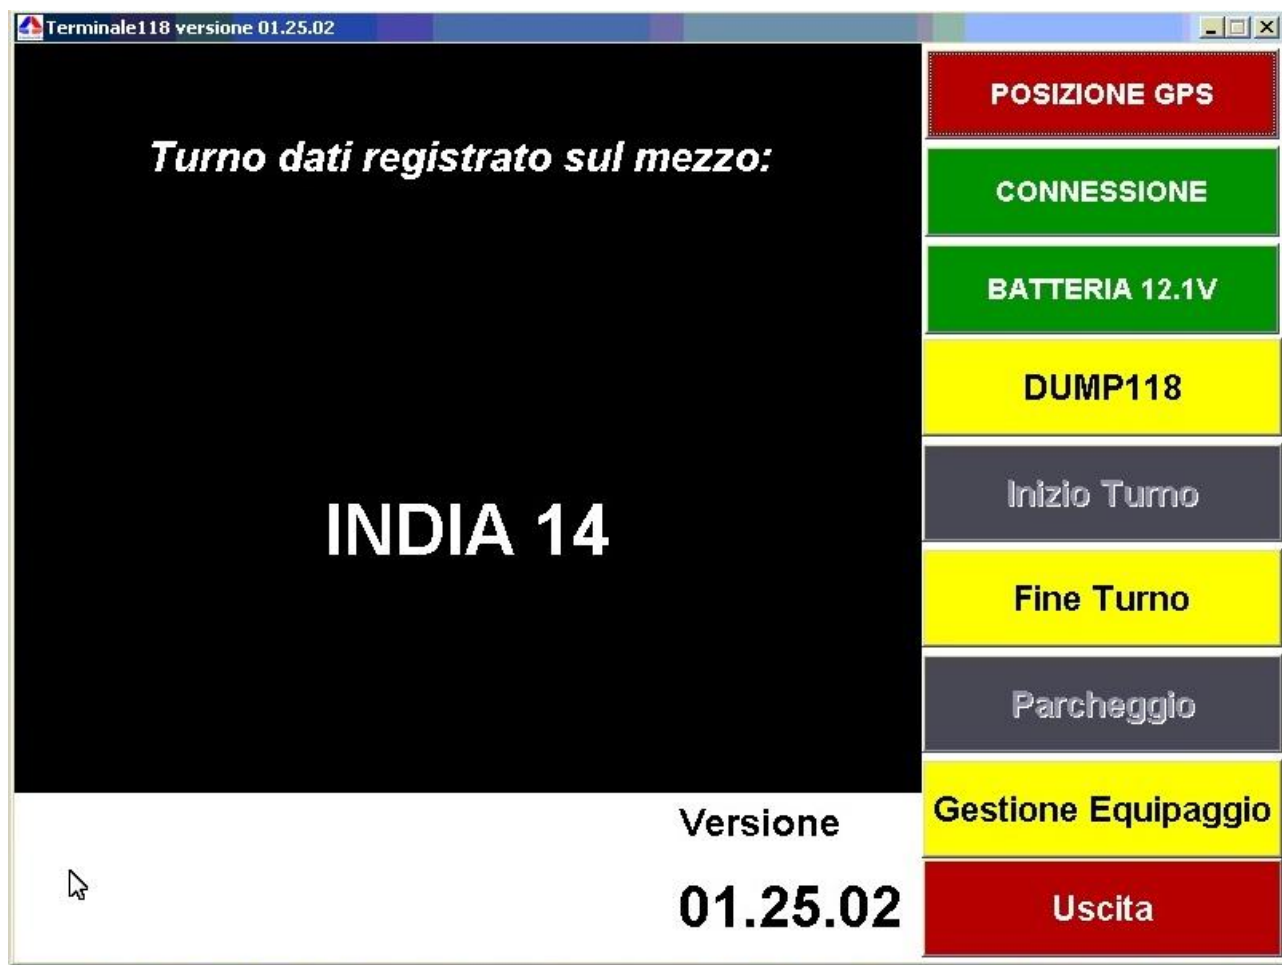 Terminale118 versione 01.25.02
Turno dati registrato sul mezzo:
INDIA 14
Versione
01.25.02
POSIZIONE GPS
CONNESSIONE
BATTERIA 12.1V
DUMP118
Inizio Turno
Fine Turno
Parcheggio
Gestione Equipaggio
Uscita